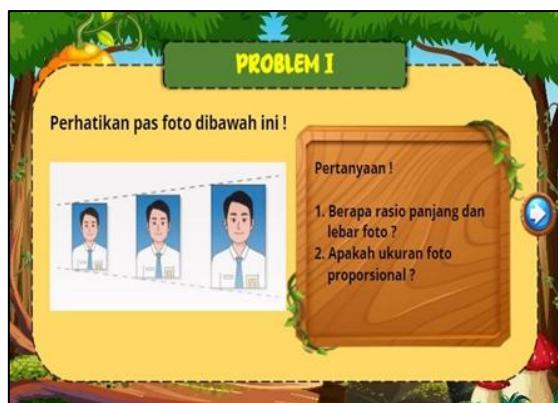 PROBLEM I
Perhatikan pas foto dibawah ini !
Pertanyaan !
1. Berapa rasio panjang dan
lebar foto ?
2. Apakah ukuran foto
proporsional ?